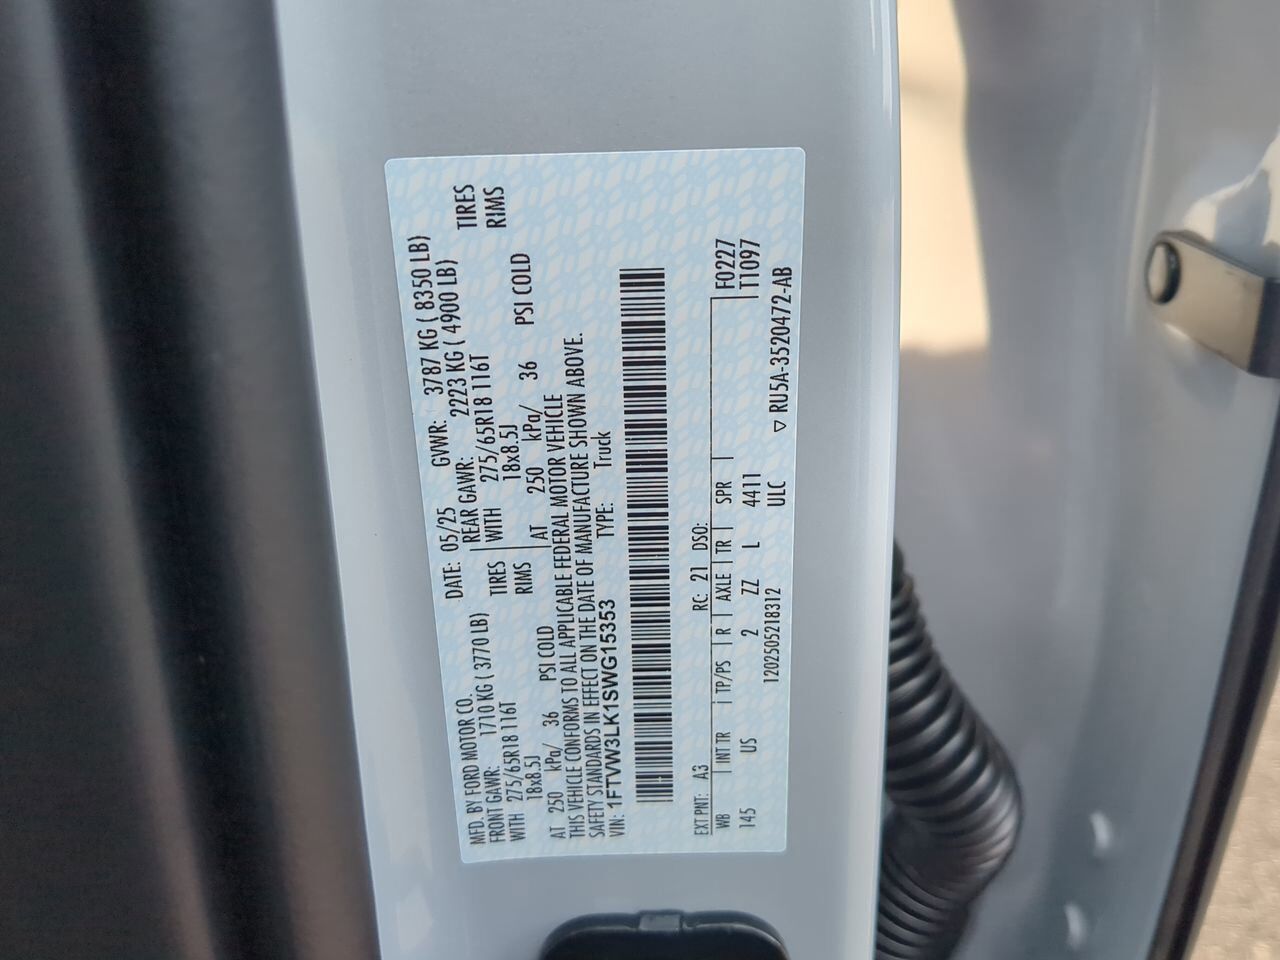 MFD. BY FORD MOTOR CO.
DATE: 05/25 GVWR: 3787 KG ( 8350 LB)
FRONT GAWR: 1710 KG ( 3770 LB)
REAR GAWR: 2223 KG ( 4900 LB)
WITH 275/65R18 116T TIRES
WITH 275/65R18 116T TIRES
18x8.5J RIMS
18x8.5J RIMS
AT 250 kPa/ 36 PSI COLD
AT 250 kPa/ 36 PSI COLD
THIS VEHICLE CONFORMS TO ALL APPLICABLE FEDERAL MOTOR VEHICLE
SAFETY STANDARDS IN EFFECT ON THE DATE OF MANUFACTURE SHOWN ABOVE.
VIN: 1FTVW3LK1SWG15353 TYPE: Truck
EXT PNT: A3 RC: 21 DSO:
WB INT TR TP/PS R AXLE TR SPR F0227
145 US 2 ZZ L 4411 T1097
1202505218312 ULC ▽ RU5A-3520472-AB